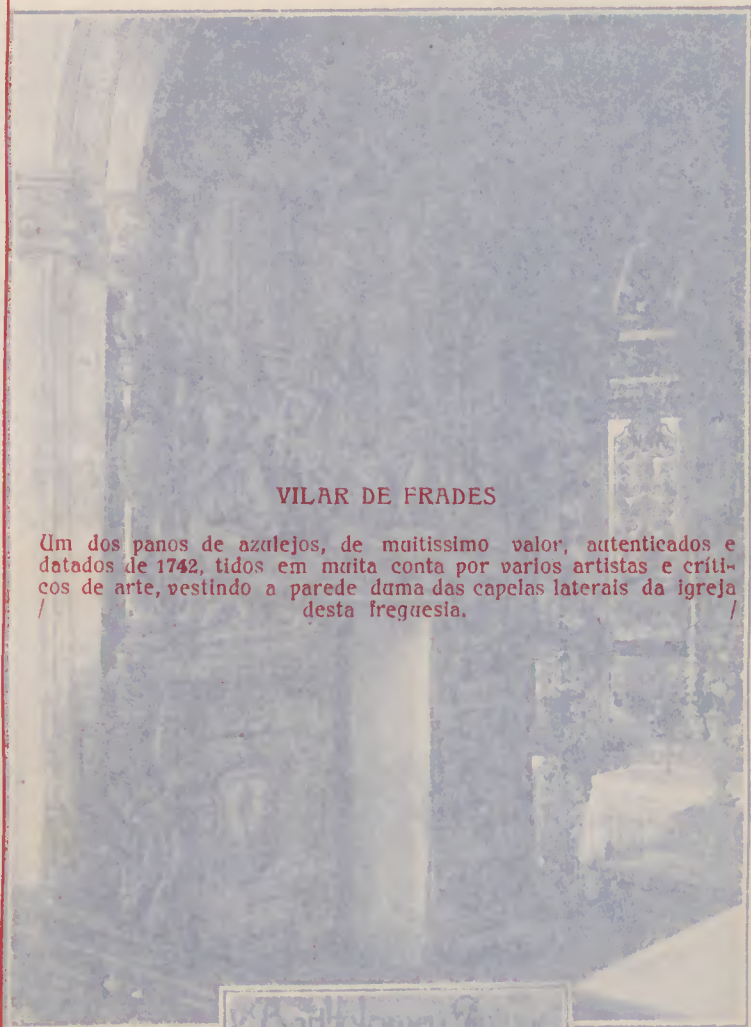 VILAR DE FRADES
Um dos panos de azulejos, de muitissimo valor, autenticados e
datados de 1742, tidos em muita conta por varios artistas e críti-
cos de arte, vestindo a parede duma das capelas laterais da igreja
/ desta freguesia. /